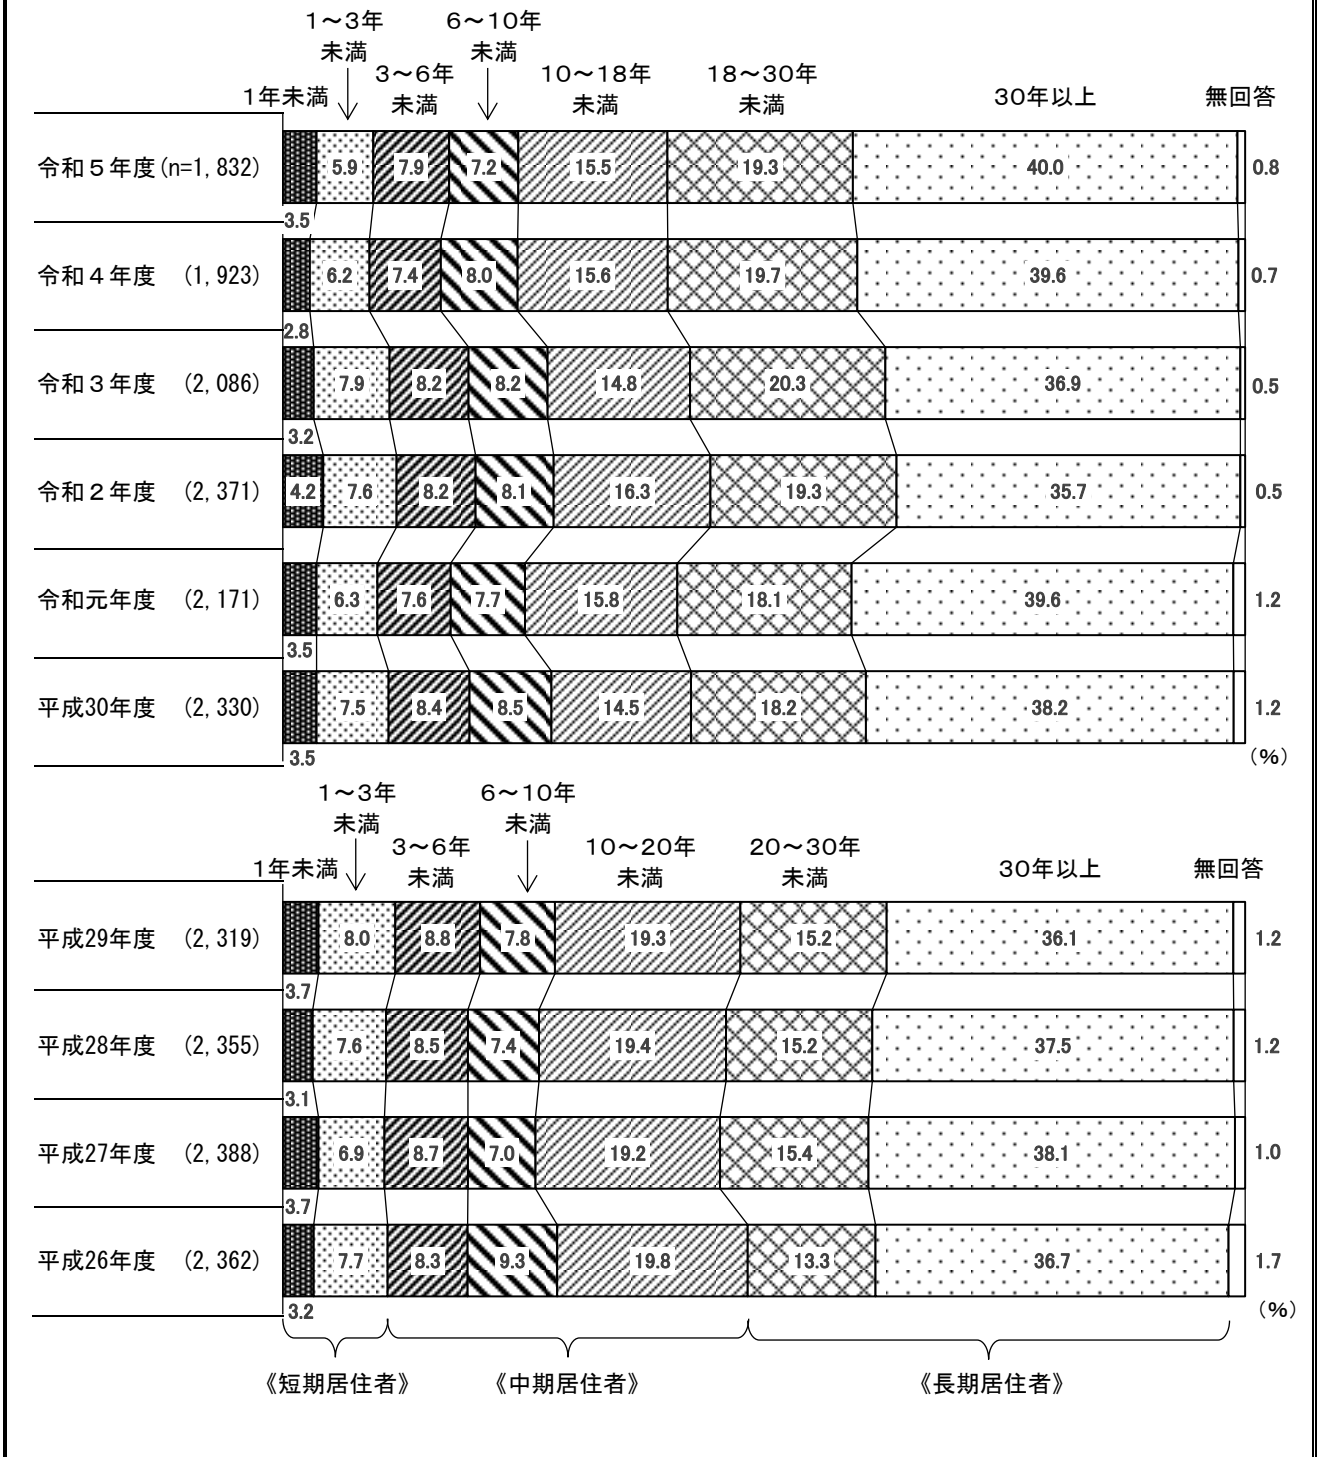 1～3年
未満
6～10年
未満
1年未満
3～6年
未満
10～18年
未満
18～30年
未満
30年以上
無回答
令和５年度(n=1,832) 5.9 7.9 7.2 15.5 19.3 40.0 0.8
3.5
令和４年度 (1,923) 6.2 7.4 8.0 15.6 19.7 39.6 0.7
2.8
令和３年度 (2,086) 7.9 8.2 8.2 14.8 20.3 36.9 0.5
3.2
令和２年度 (2,371) 4.2 7.6 8.2 8.1 16.3 19.3 35.7 0.5
令和元年度 (2,171) 6.3 7.6 7.7 15.8 18.1 39.6 1.2
3.5
平成30年度 (2,330) 7.5 8.4 8.5 14.5 18.2 38.2 1.2
3.5
(%)
1～3年
未満
6～10年
未満
1年未満
3～6年
未満
10～20年
未満
20～30年
未満
30年以上
無回答
平成29年度 (2,319) 8.0 8.8 7.8 19.3 15.2 36.1 1.2
3.7
平成28年度 (2,355) 7.6 8.5 7.4 19.4 15.2 37.5 1.2
3.1
平成27年度 (2,388) 6.9 8.7 7.0 19.2 15.4 38.1 1.0
3.7
平成26年度 (2,362) 7.7 8.3 9.3 19.8 13.3 36.7 1.7
3.2
(%)
《短期居住者》 《中期居住者》 《長期居住者》